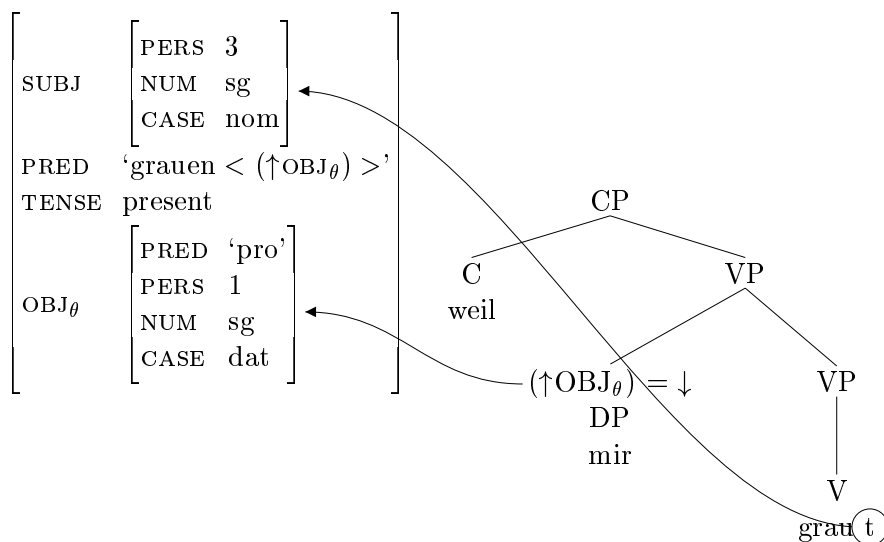 PERS 3
SUBJ NUM sg
CASE nom
PRED ‘grauen < (↑OBJθ) >’
TENSE present
PRED ‘pro’
PERS 1
OBJθ NUM sg
CASE dat
CP
C VP
weil
(↑OBJθ) = ↓ VP
DP
mir
V
grau t